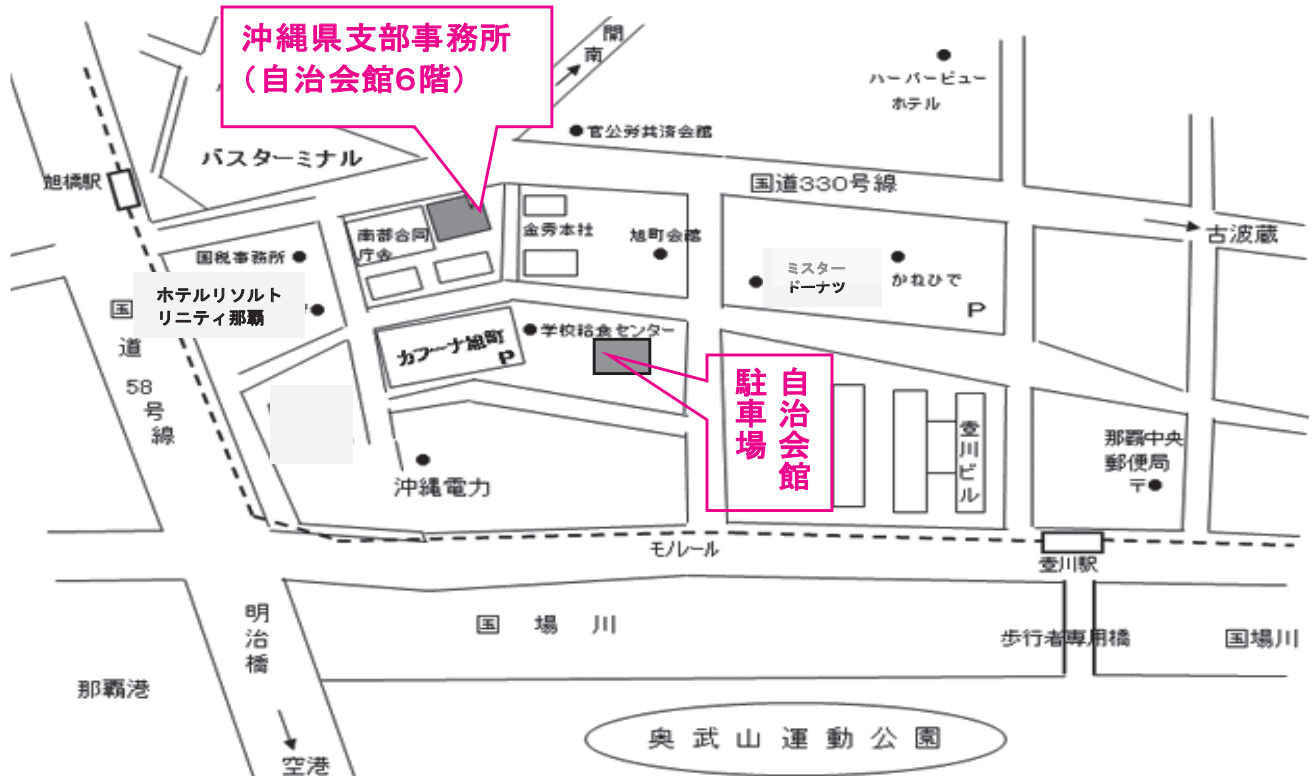 沖縄県支部事務所
（自治会館6階）
開
南
ハーバービュー
ホテル
官公労共済会館
バスターミナル
旭橋駅
国道330号線
南部合同
庁舎
金秀本社
旭町会館
古波蔵
国税事務所
ミスター
ドーナツ
かねひで
P
ホテルリソルト
リニティ那覇
国
道
58
号
線
カフーナ旭町
P
学校給食センター
自治会館
駐車場
壺川ビル
那覇中央
郵便局
〒
沖縄電力
モノレール
壺川駅
明
治
橋
国場川
歩行者専用橋
国場川
那覇港
奥武山運動公園
空港